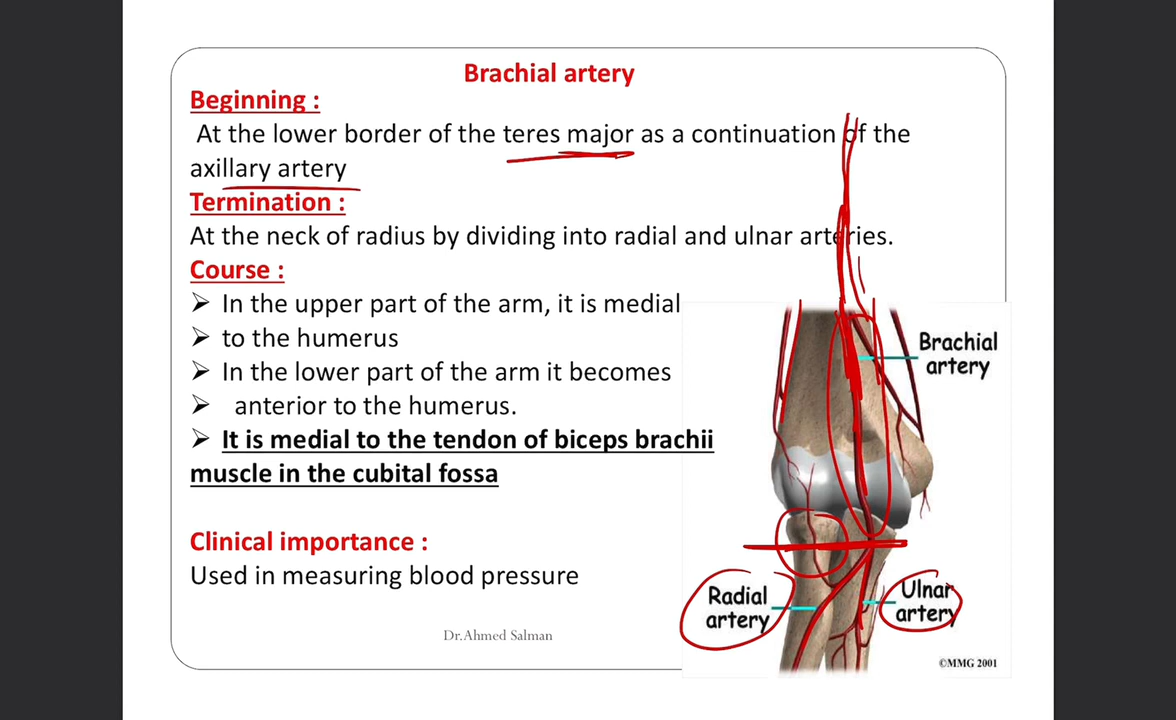 Brachial artery
Beginning :
At the lower border of the teres major as a continuation of the
axillary artery
Termination :
At the neck of radius by dividing into radial and ulnar arteries.
Course :
➢ In the upper part of the arm, it is medial
➢ to the humerus
➢ In the lower part of the arm it becomes
➢ anterior to the humerus.
➢ It is medial to the tendon of biceps brachii
muscle in the cubital fossa
Clinical importance :
Used in measuring blood pressure
Dr.Ahmed Salman
Brachial
artery
Radial
artery
Ulnar
artery
©MMG 2001